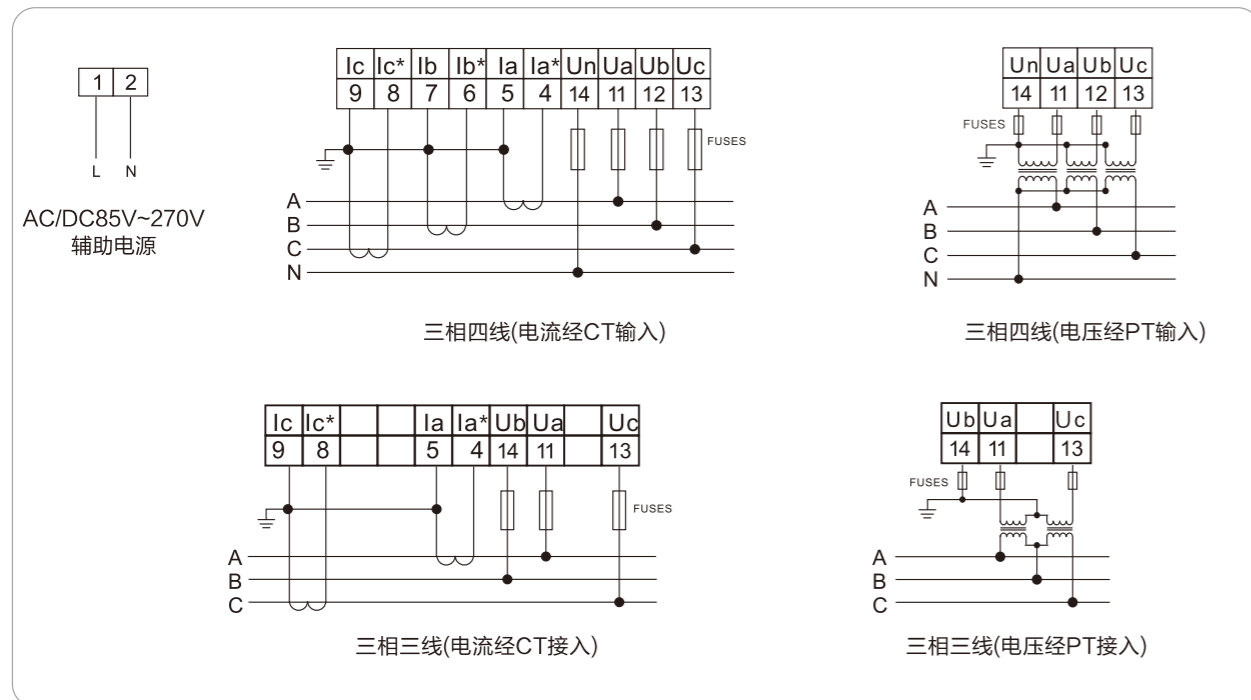 1 2
L N
AC/DC85V~270V
辅助电源
Ic Ic* Ib Ib* Ia Ia* Un Ua Ub Uc
9 8 7 6 5 4 14 11 12 13
FUSES
A
B
C
N
三相四线(电流经CT输入)
Un Ua Ub Uc
14 11 12 13
FUSES
A
B
C
N
三相四线(电压经PT输入)
Ic Ic* Ia Ia* Ub Ua Uc
9 8 5 4 14 11 13
FUSES
A
B
C
三相三线(电流经CT接入)
Ub Ua Uc
14 11 13
FUSES
A
B
C
三相三线(电压经PT接入)